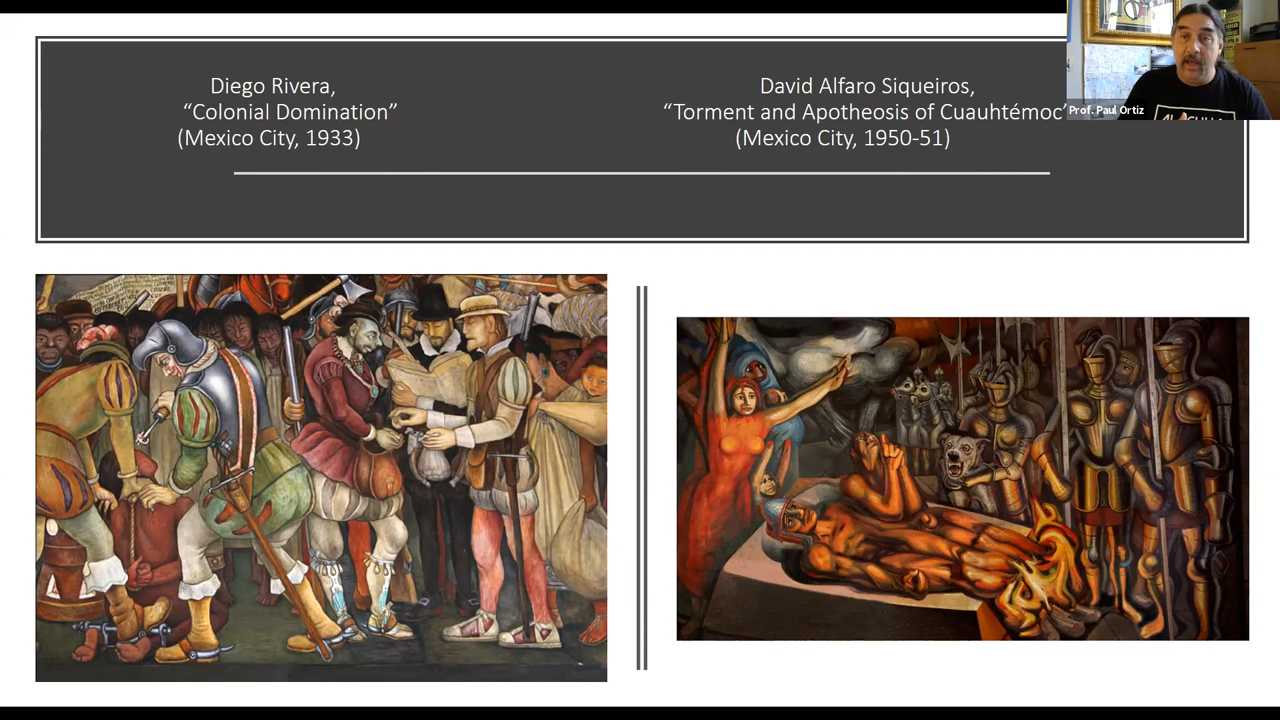 Diego Rivera,
“Colonial Domination”
(Mexico City, 1933)
David Alfaro Siqueiros,
“Torment and Apotheosis of Cuauhtémoc”
(Mexico City, 1950-51)
Prof. Paul Ortiz